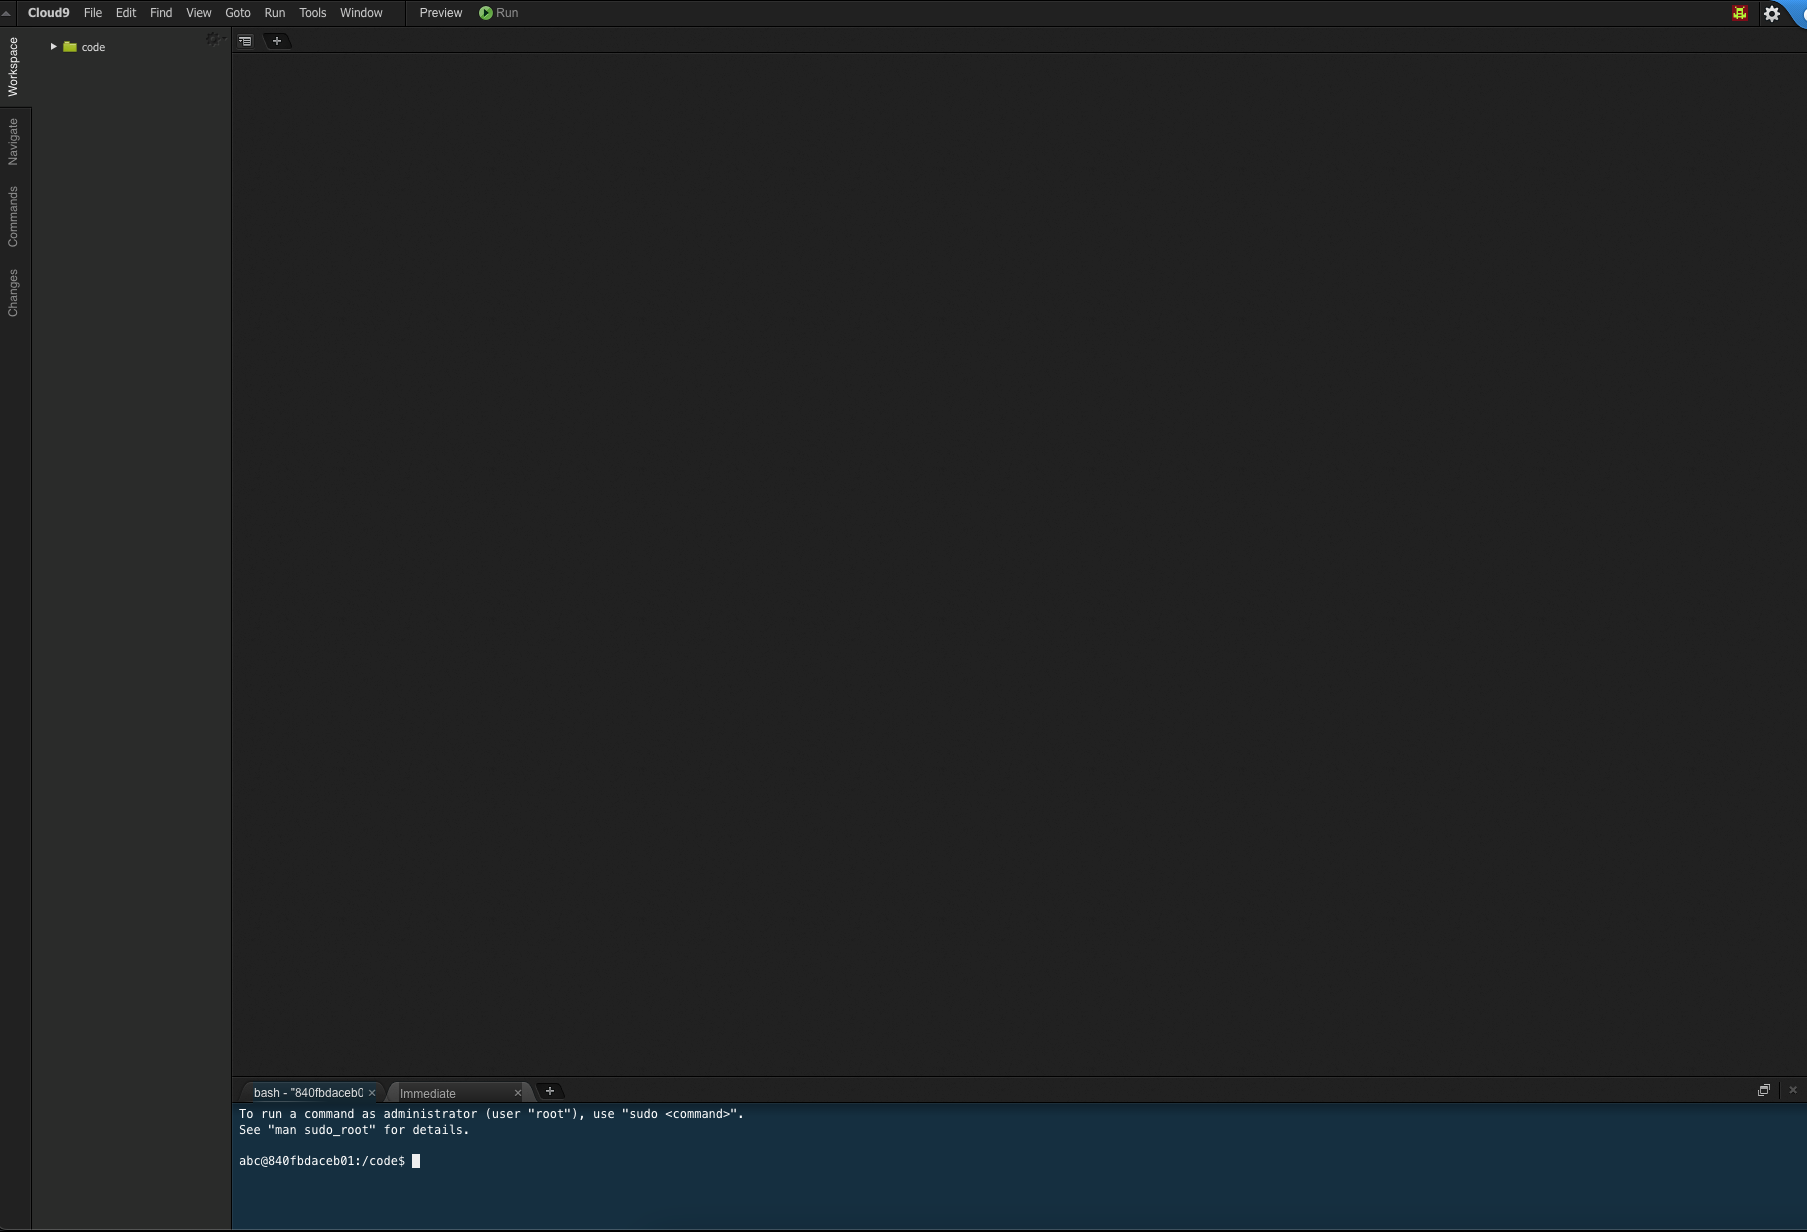 Cloud9 File Edit Find View Goto Run Tools Window Preview Run
Workspace
Navigate
Commands
Changes
code
bash - "840fbdaceb0
Immediate
To run a command as administrator (user "root"), use "sudo <command>".
See "man sudo_root" for details.
abc@840fbdaceb01:/code$